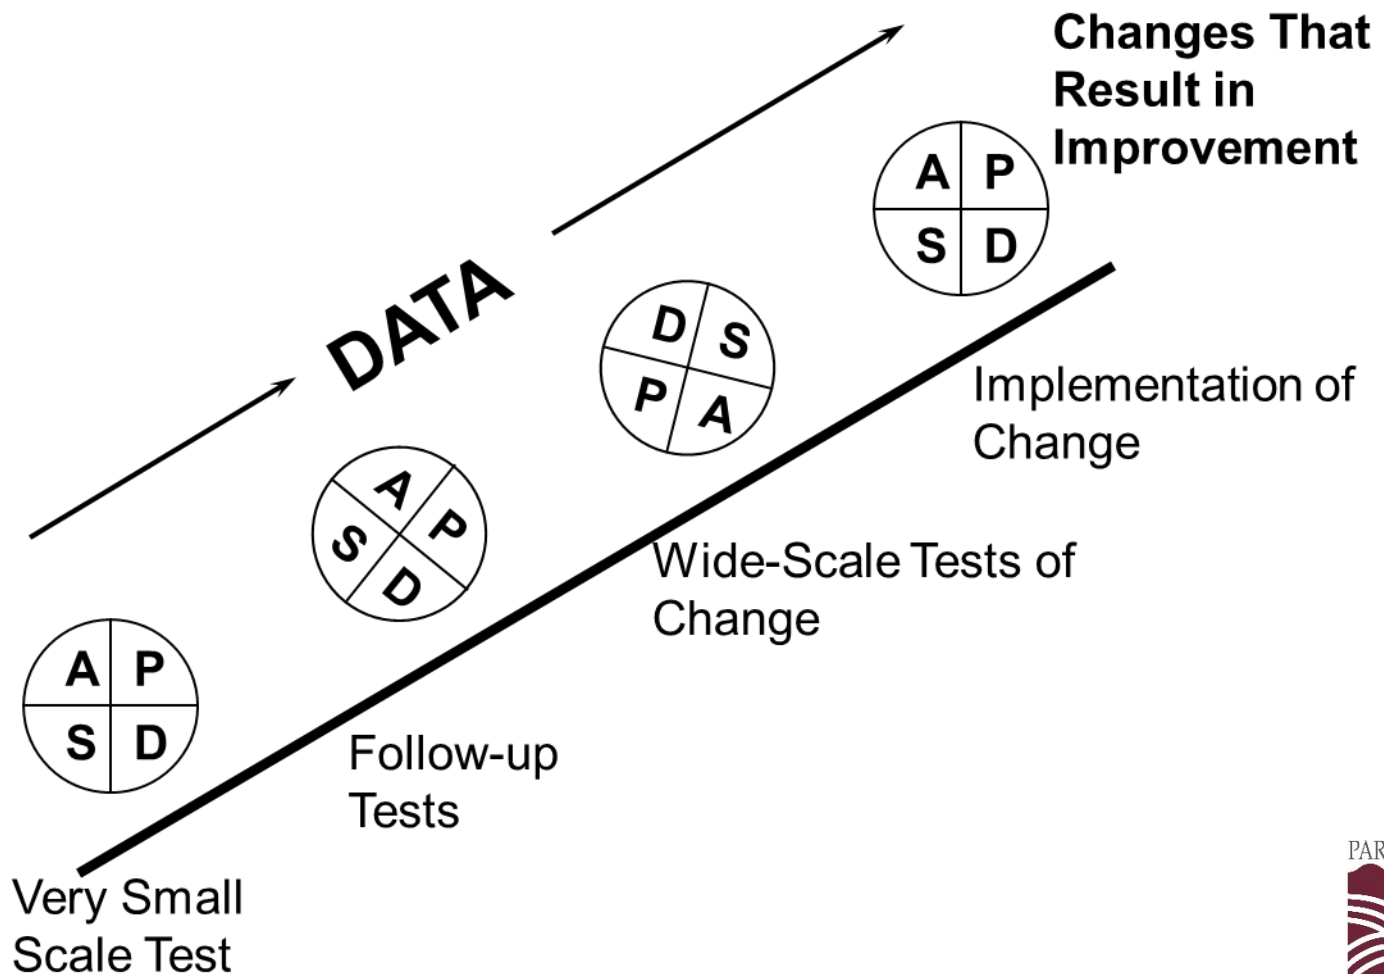 Changes That
Result in
Improvement
A P
S D
DATA
D S
P A
Implementation of
Change
A P
S D
Wide-Scale Tests of
Change
A P
S D
Follow-up
Tests
Very Small
Scale Test
PAR